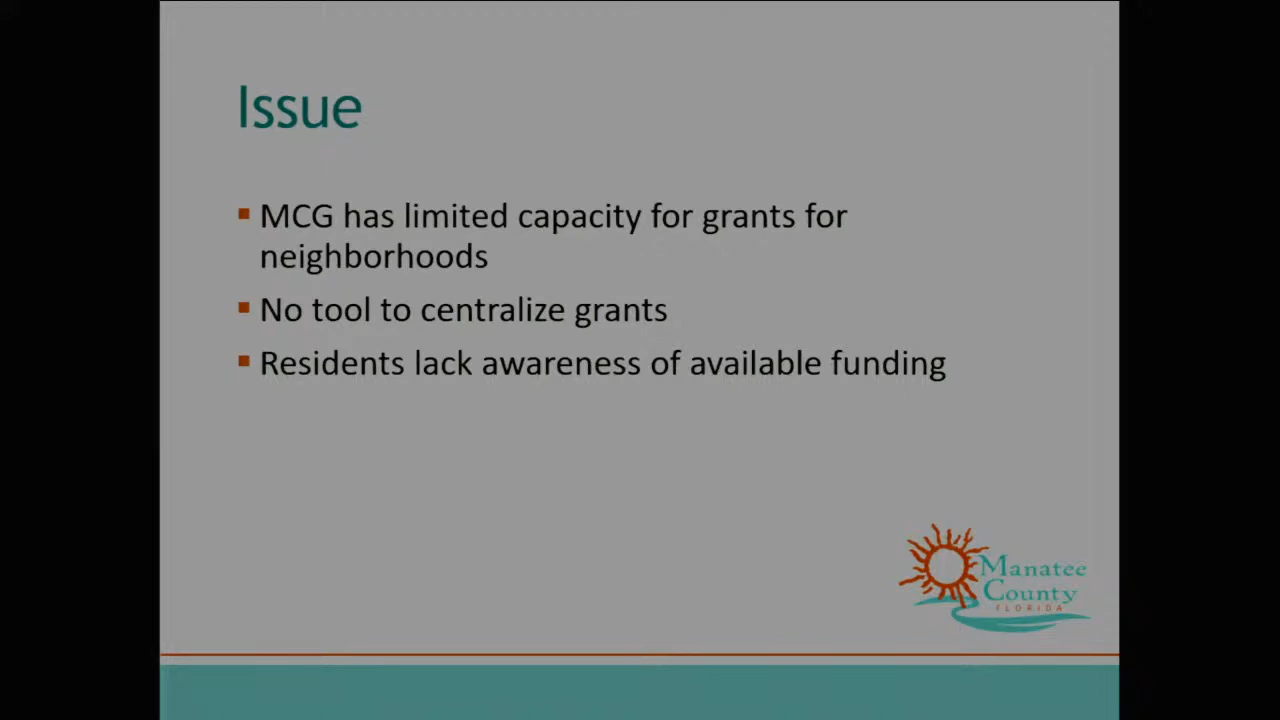 Issue
▪ MCG has limited capacity for grants for
neighborhoods
▪ No tool to centralize grants
▪ Residents lack awareness of available funding
Manatee
County
FLORIDA